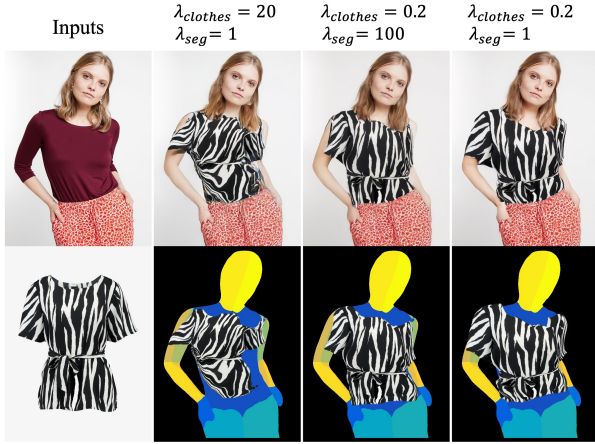 Inputs
λ_clothes = 20
λ_seg= 1
λ_clothes = 0.2
λ_seg= 100
λ_clothes = 0.2
λ_seg= 1